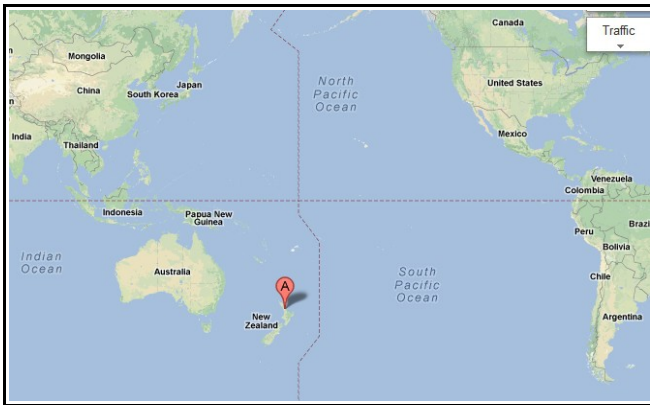 Canada
Traffic
Mongolia
North
Pacific
Ocean
United States
China
Japan
South Korea
India
Mexico
Thailand
Venezuela
Colombia
Indonesia
Papua New
Guinea
Brazi
Peru
Bolivia
Indian
Ocean
Australia
South
Pacific
Ocean
Chile
A
New
Zealand
Argentina